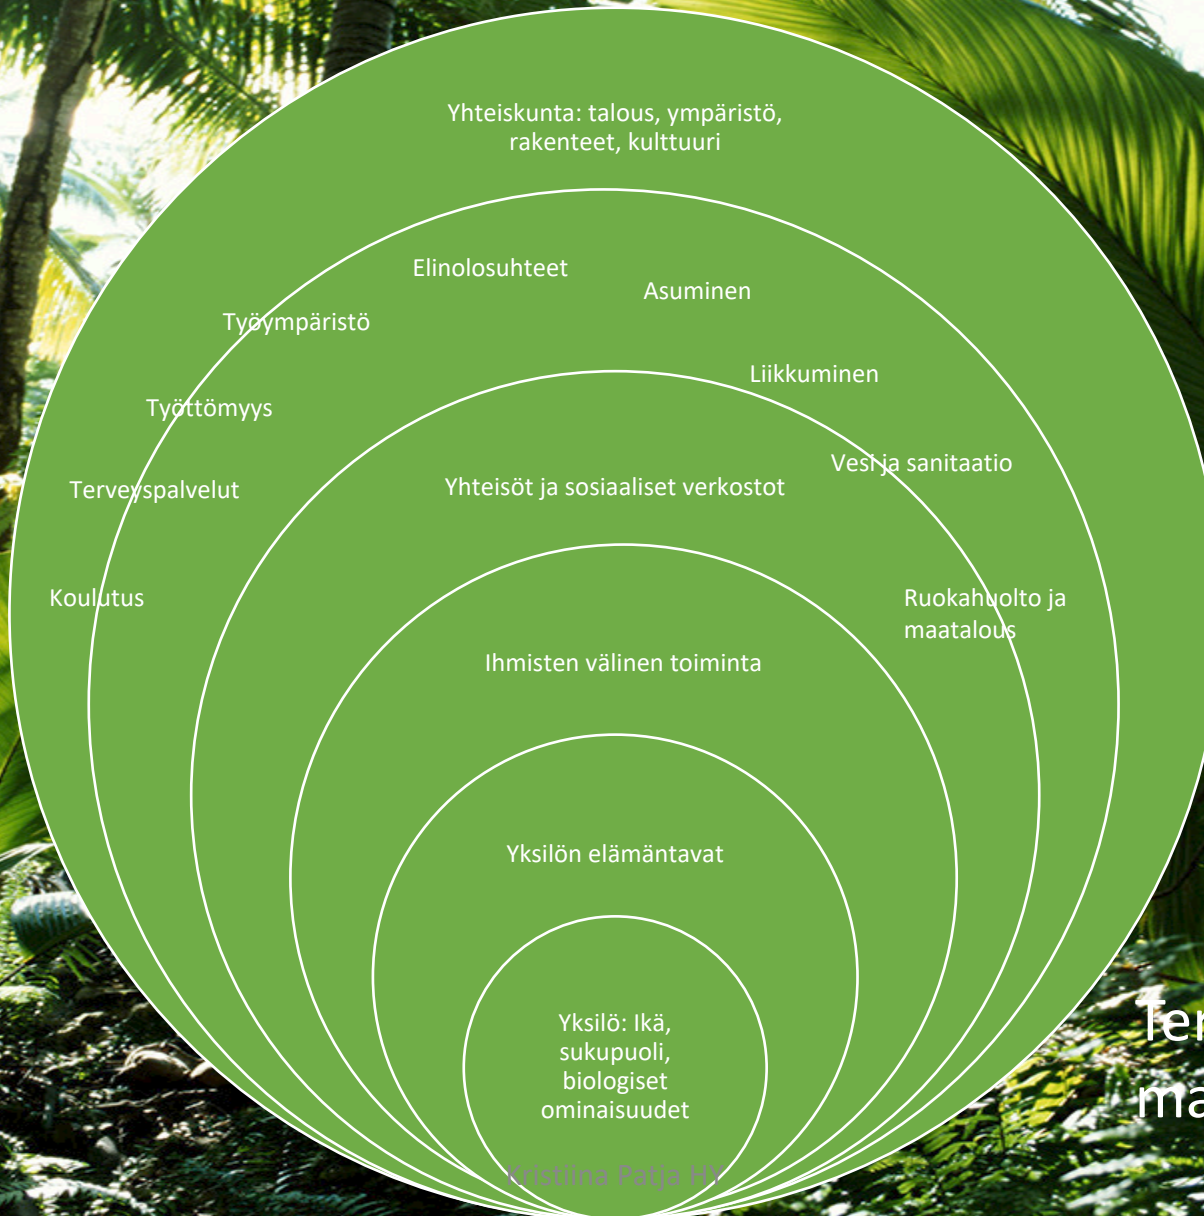 Yhteiskunta: talous, ympäristö,
rakenteet, kulttuuri
Elinolosuhteet
Asuminen
Työympäristö
Liikkuminen
Työttömyys
Vesi ja sanitaatio
Terveyspalvelut
Yhteisöt ja sosiaaliset verkostot
Koulutus
Ruokahuolto ja
maatalous
Ihmisten välinen toiminta
Yksilön elämäntavat
Yksilö: Ikä,
sukupuoli,
biologiset
ominaisuudet
Kristiina Patja HY